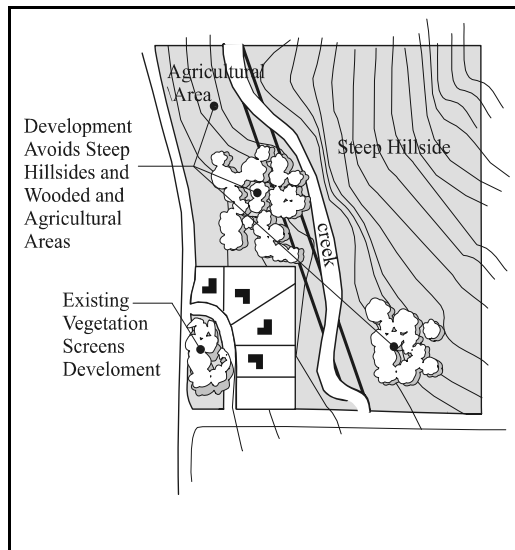 Agricultural
Area
Development
Avoids Steep
Hillsides and
Wooded and
Agricultural
Areas
Steep Hillside
creek
Existing
Vegetation
Screens
Develoment